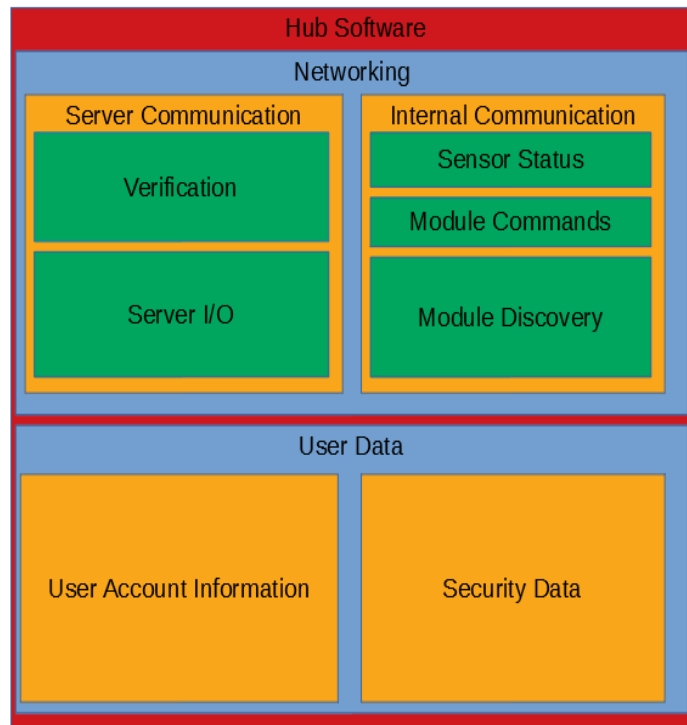 Hub Software
Networking
Server Communication
Verification
Server I/O
Internal Communication
Sensor Status
Module Commands
Module Discovery
User Data
User Account Information
Security Data